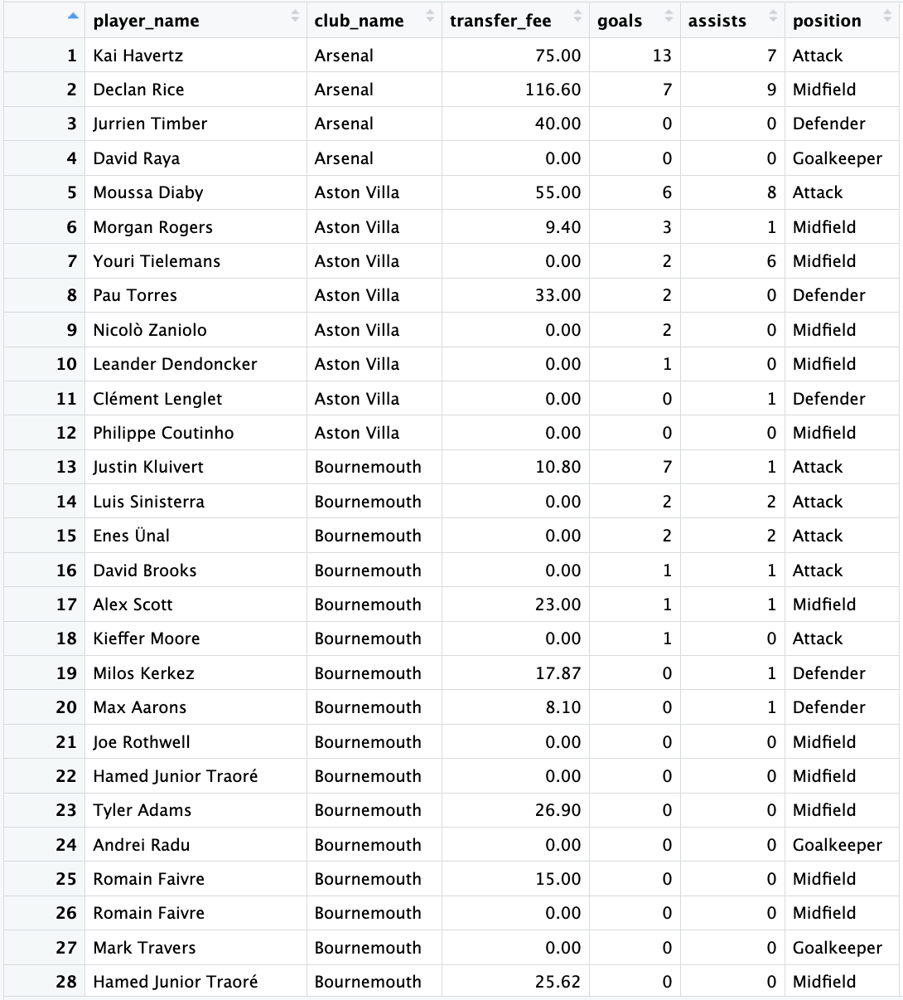 player_name club_name transfer_fee goals assists position
1 Kai Havertz Arsenal 75.00 13 7 Attack
2 Declan Rice Arsenal 116.60 7 9 Midfield
3 Jurrien Timber Arsenal 40.00 0 0 Defender
4 David Raya Arsenal 0.00 0 0 Goalkeeper
5 Moussa Diaby Aston Villa 55.00 6 8 Attack
6 Morgan Rogers Aston Villa 9.40 3 1 Midfield
7 Youri Tielemans Aston Villa 0.00 2 6 Midfield
8 Pau Torres Aston Villa 33.00 2 0 Defender
9 Nicolò Zaniolo Aston Villa 0.00 2 0 Midfield
10 Leander Dendoncker Aston Villa 0.00 1 0 Midfield
11 Clément Lenglet Aston Villa 0.00 0 1 Defender
12 Philippe Coutinho Aston Villa 0.00 0 0 Midfield
13 Justin Kluivert Bournemouth 10.80 7 1 Attack
14 Luis Sinisterra Bournemouth 0.00 2 2 Attack
15 Enes Ünal Bournemouth 0.00 2 2 Attack
16 David Brooks Bournemouth 0.00 1 1 Attack
17 Alex Scott Bournemouth 23.00 1 1 Midfield
18 Kieffer Moore Bournemouth 0.00 1 0 Attack
19 Milos Kerkez Bournemouth 17.87 0 1 Defender
20 Max Aarons Bournemouth 8.10 0 1 Defender
21 Joe Rothwell Bournemouth 0.00 0 0 Midfield
22 Hamed Junior Traoré Bournemouth 0.00 0 0 Midfield
23 Tyler Adams Bournemouth 26.90 0 0 Midfield
24 Andrei Radu Bournemouth 0.00 0 0 Goalkeeper
25 Romain Faivre Bournemouth 15.00 0 0 Midfield
26 Romain Faivre Bournemouth 0.00 0 0 Midfield
27 Mark Travers Bournemouth 0.00 0 0 Goalkeeper
28 Hamed Junior Traoré Bournemouth 25.62 0 0 Midfield